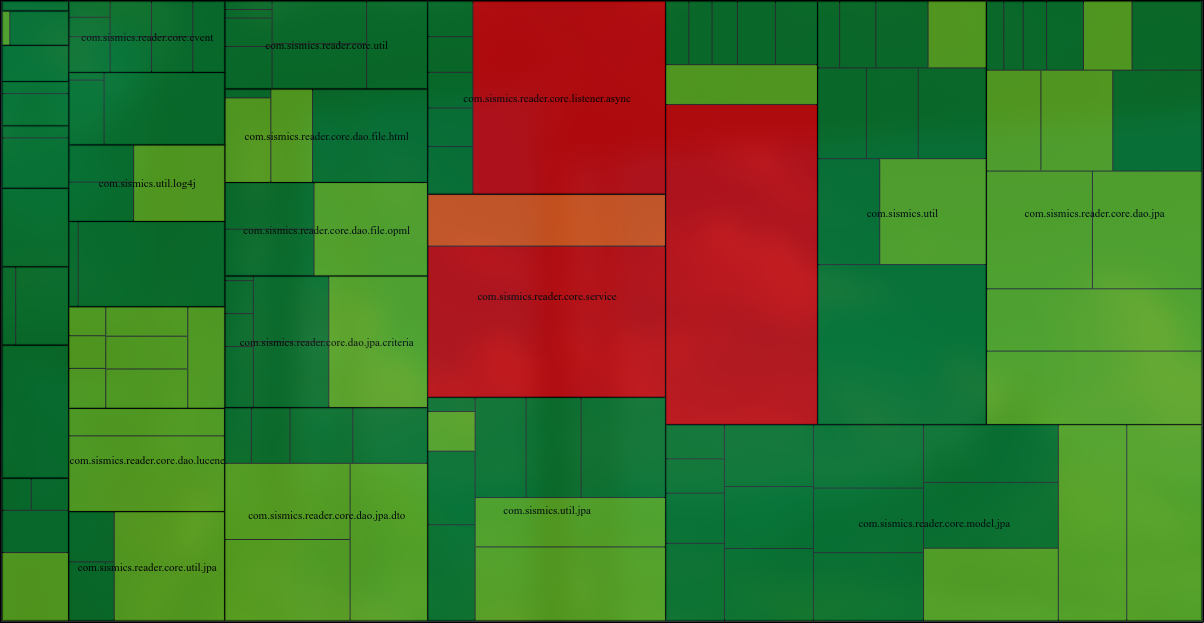 com.sismics.reader.core.event
com.sismics.reader.core.util
com.sismics.reader.core.listener.async
com.sismics.reader.core.dao.file.html
com.sismics.util.log4j
com.sismics.util
com.sismics.reader.core.dao.jpa
com.sismics.reader.core.dao.file.opml
com.sismics.reader.core.service
com.sismics.reader.core.dao.jpa.criteria
com.sismics.reader.core.dao.lucene
com.sismics.util.jpa
com.sismics.reader.core.dao.jpa.dto
com.sismics.reader.core.model.jpa
com.sismics.reader.core.util.jpa